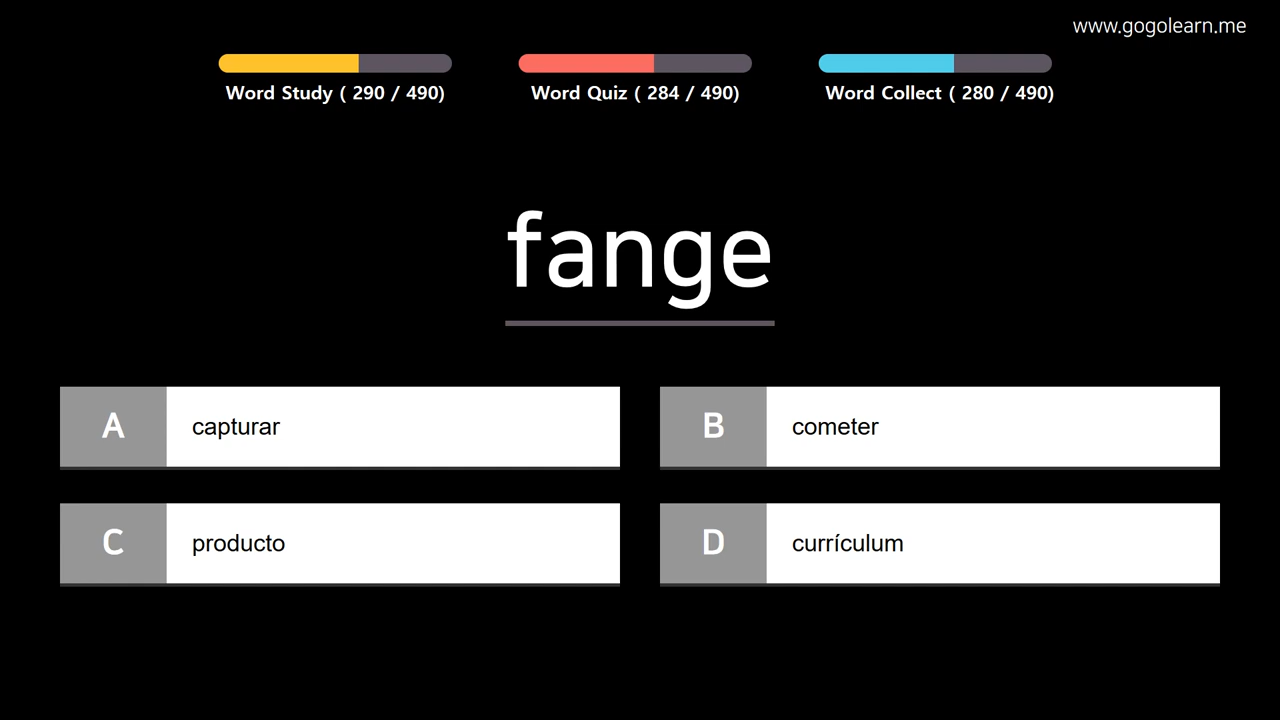 www.gogolearn.me
Word Study ( 290 / 490)
Word Quiz ( 284 / 490)
Word Collect ( 280 / 490)
fange
A capturar
B cometer
C producto
D currículum